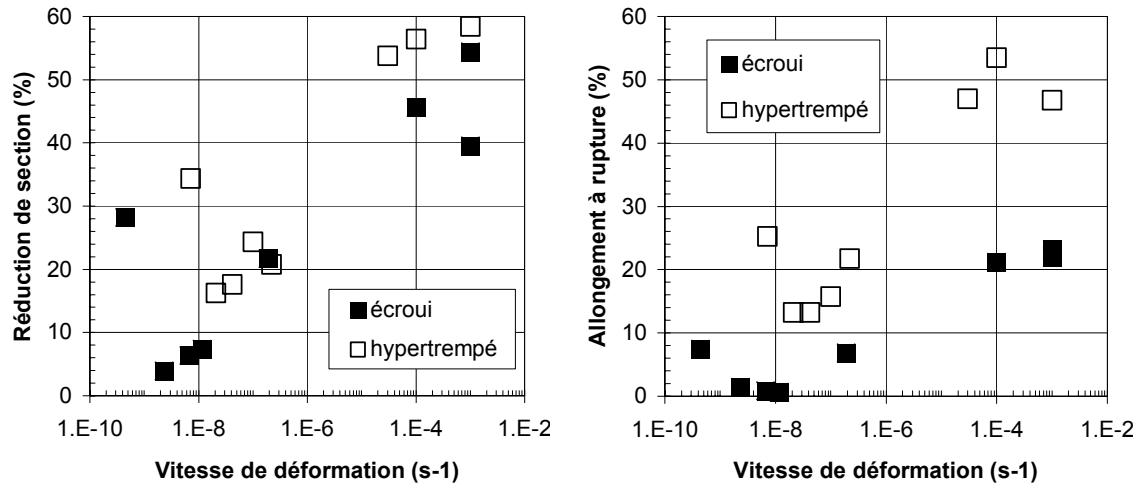 60
50
40
30
20
10
0
Réduction de section (%)
écroui
hypertrempé
1.E-10 1.E-8 1.E-6 1.E-4 1.E-2
Vitesse de déformation (s-1)
60
50
40
30
20
10
0
Allongement à rupture (%)
écroui
hypertrempé
1.E-10 1.E-8 1.E-6 1.E-4 1.E-2
Vitesse de déformation (s-1)